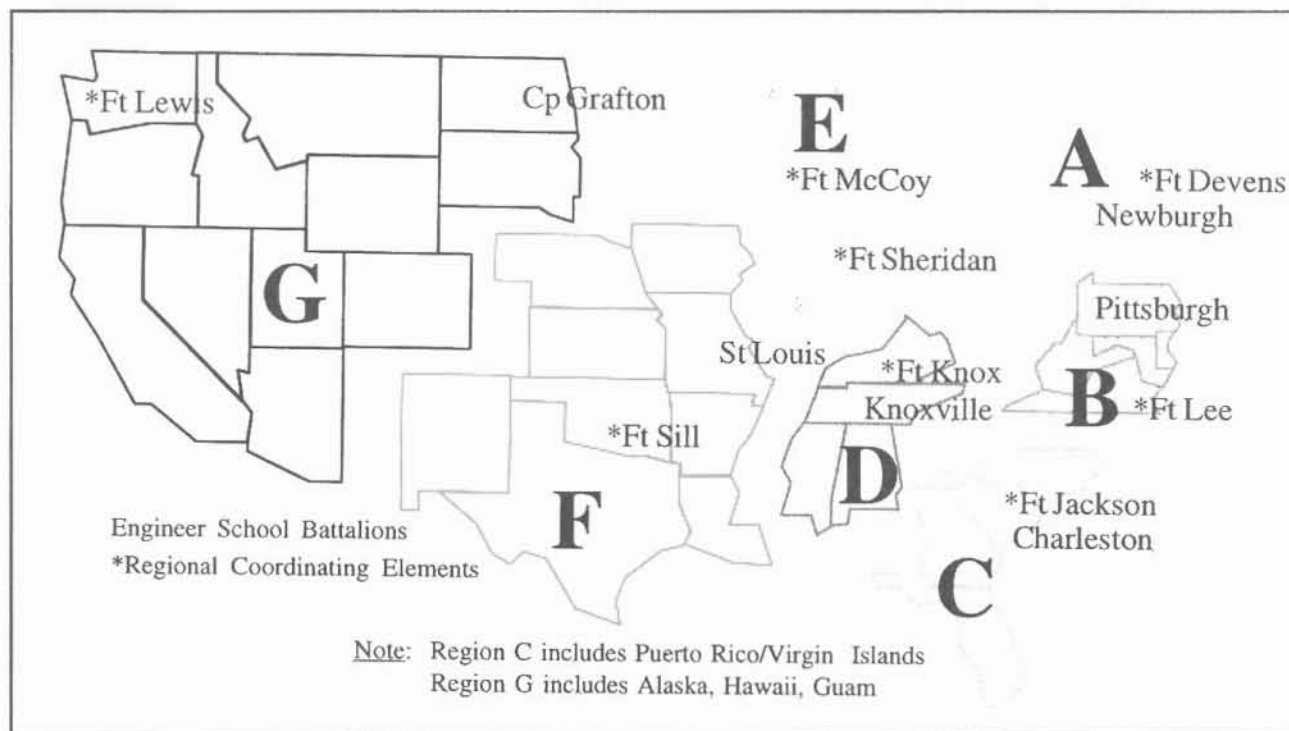 *Ft Lewis
Cp Grafton
E
*Ft McCoy
A
*Ft Devens
Newburgh
*Ft Sheridan
G
Pittsburgh
St Louis
*Ft Knox
Knoxville
B
*Ft Lee
*Ft Sill
D
F
*Ft Jackson
Charleston
C
Engineer School Battalions
*Regional Coordinating Elements
Note: Region C includes Puerto Rico/Virgin Islands
Region G includes Alaska, Hawaii, Guam